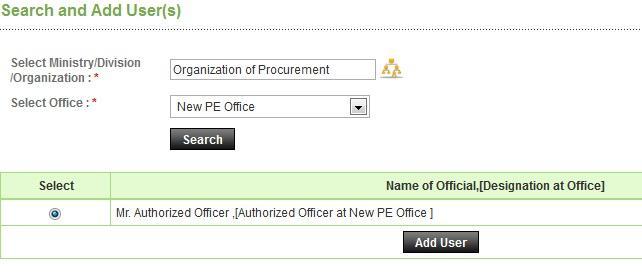 Search and Add User(s)
Select Ministry/Division
/Organization : *
Organization of Procurement
Select Office : *
New PE Office
Search
Select
Name of Official,[Designation at Office]
Mr. Authorized Officer ,[Authorized Officer at New PE Office ]
Add User